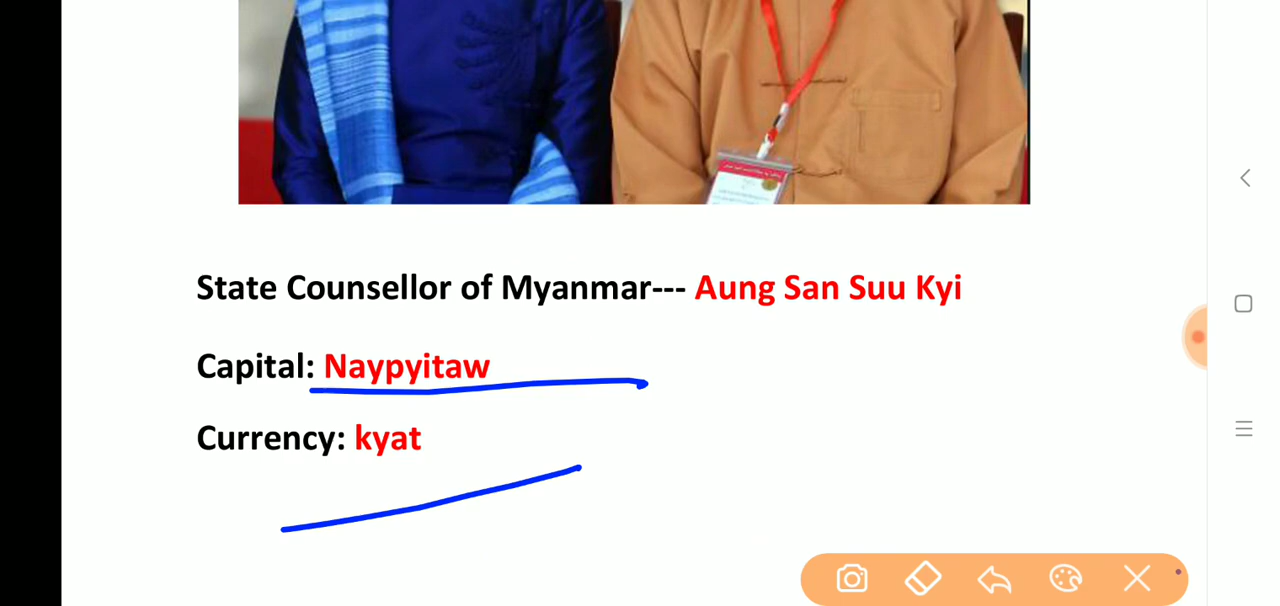 State Counsellor of Myanmar--- Aung San Suu Kyi
Capital: Naypyitaw
Currency: kyat